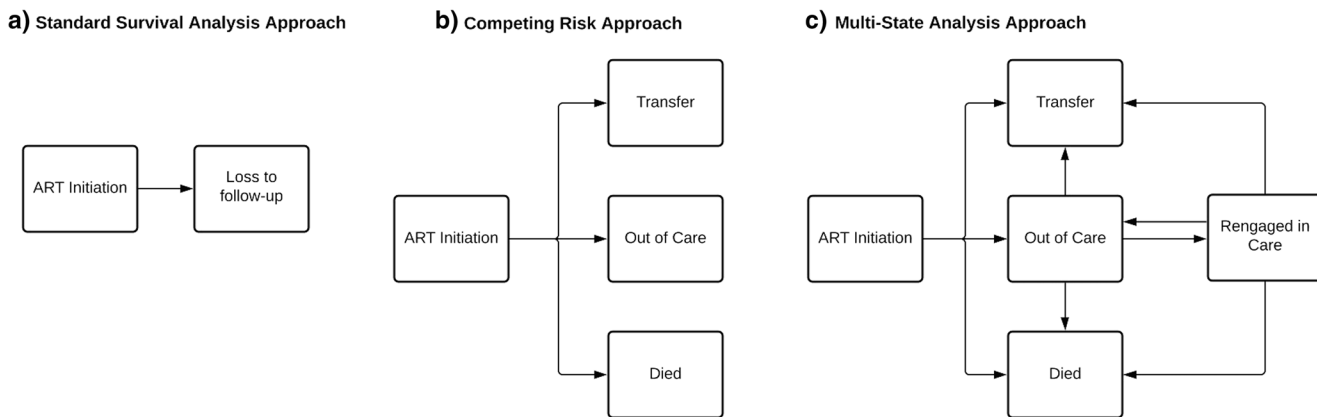 a) Standard Survival Analysis Approach
ART Initiation
Loss to
follow-up
b) Competing Risk Approach
Transfer
ART Initiation
Out of Care
Died
c) Multi-State Analysis Approach
Transfer
ART Initiation
Out of Care
Rengaged in
Care
Died